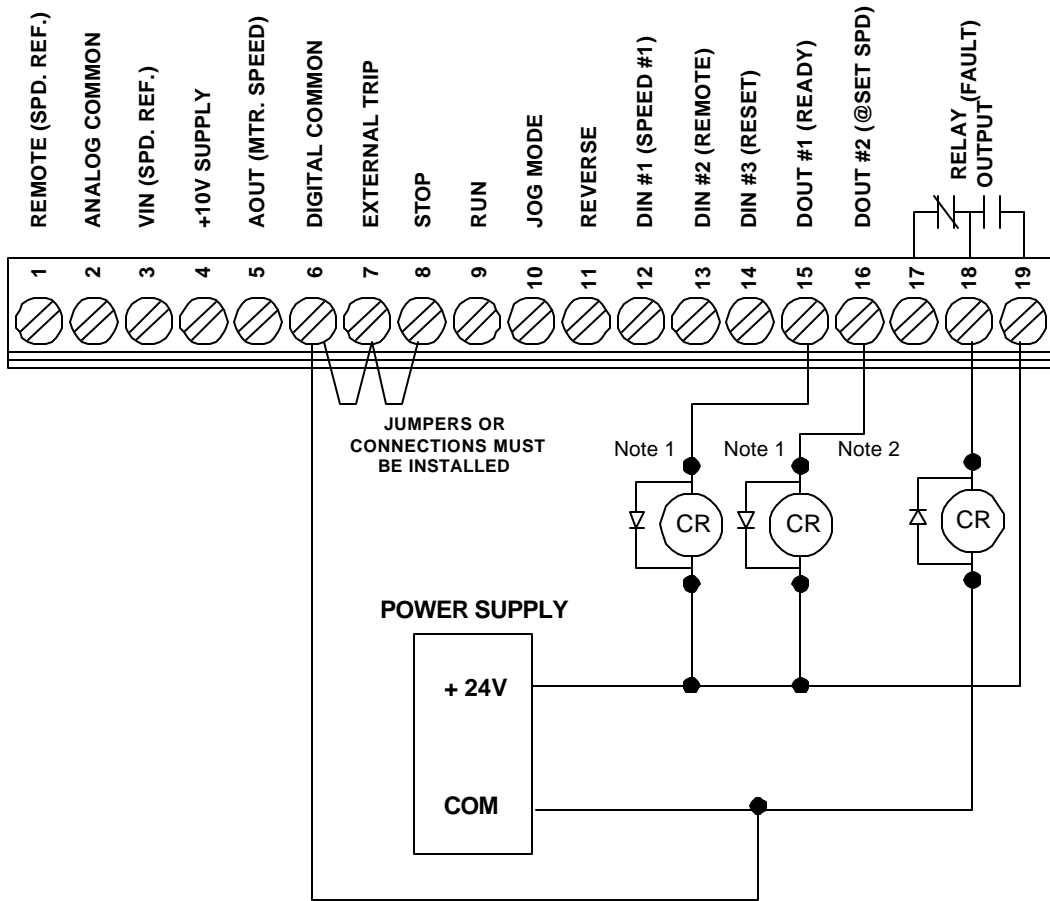 REMOTE (SPD. REF.)
ANALOG COMMON
VIN (SPD. REF.)
+10V SUPPLY
AOUT (MTR. SPEED)
DIGITAL COMMON
EXTERNAL TRIP
STOP
RUN
JOG MODE
REVERSE
DIN #1 (SPEED #1)
DIN #2 (REMOTE)
DIN #3 (RESET)
DOUT #1 (READY)
DOUT #2 (@SET SPD)
RELAY (FAULT)
OUTPUT
1
2
3
4
5
6
7
8
9
10
11
12
13
14
15
16
17
18
19
JUMPERS OR
CONNECTIONS MUST
BE INSTALLED
Note 1
Note 1
Note 2
CR
CR
CR
POWER SUPPLY
+ 24V
COM